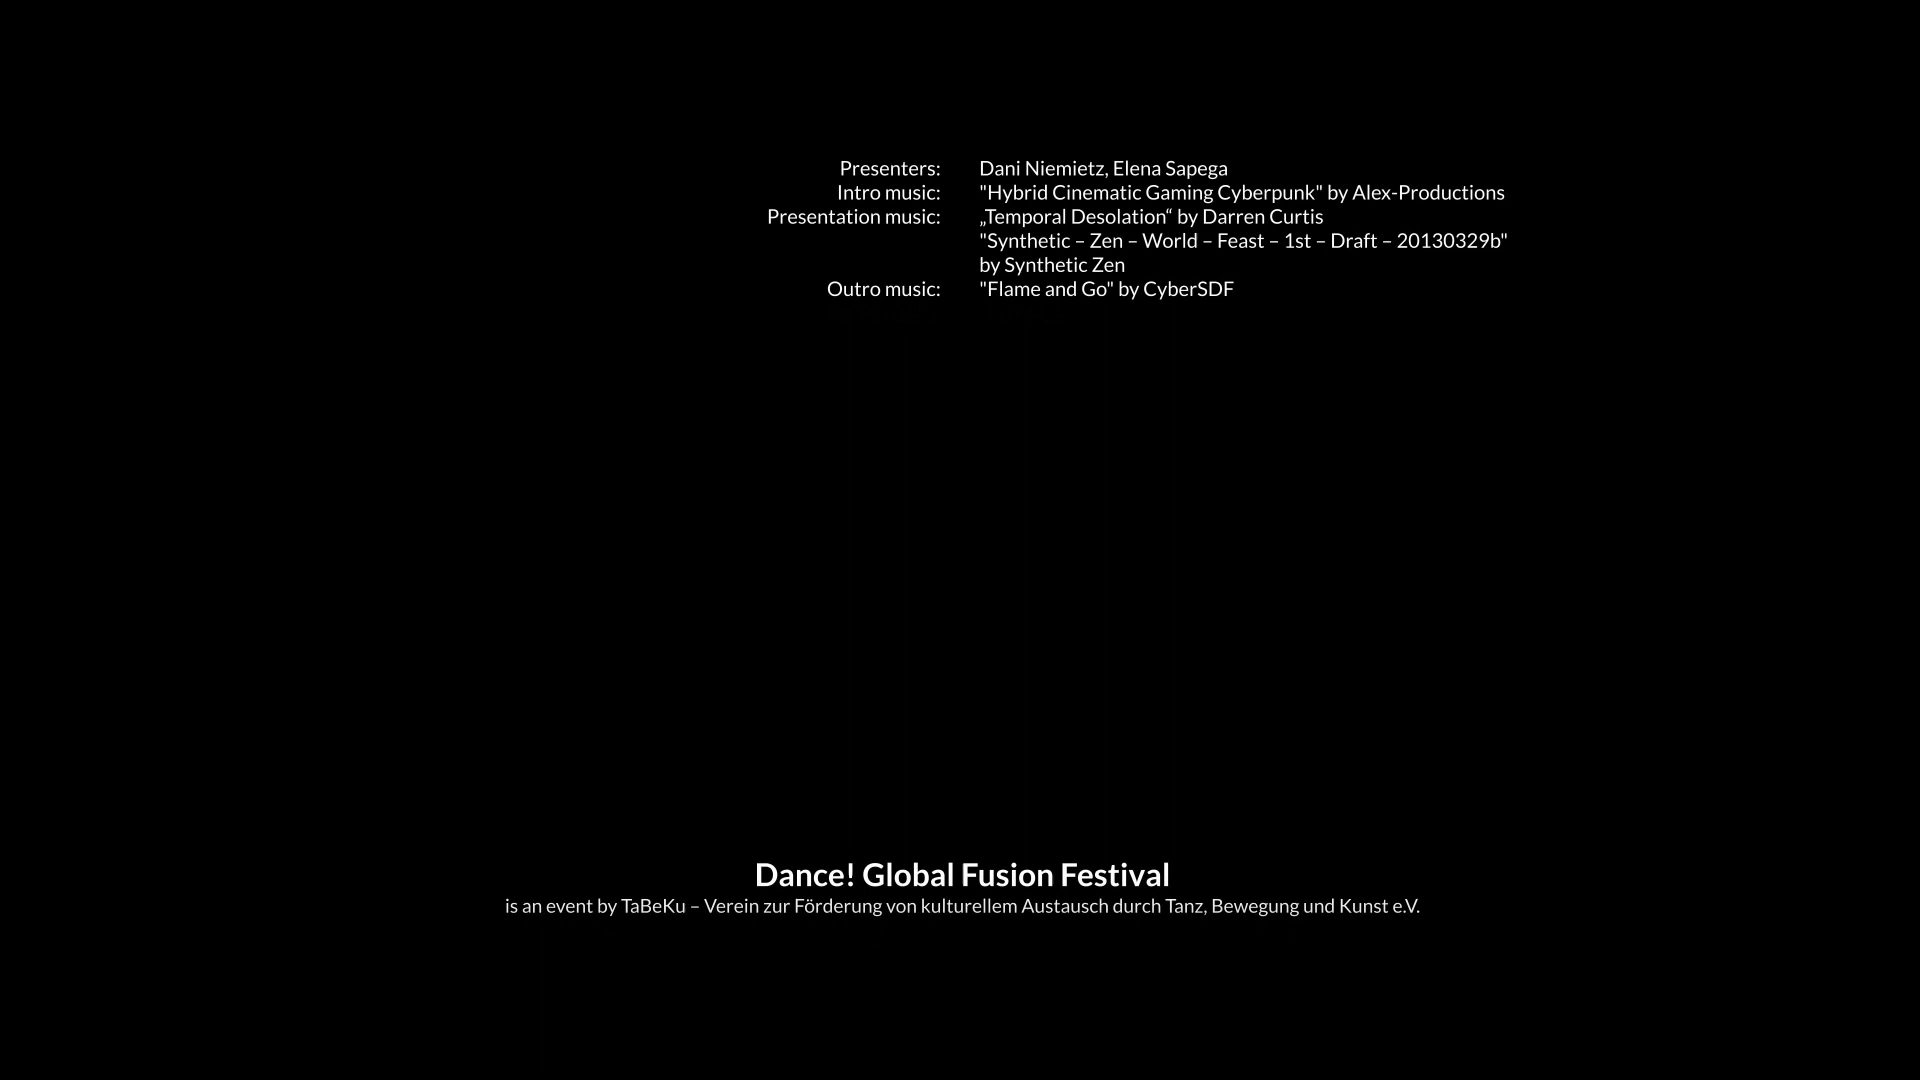 Presenters: Dani Niemietz, Elena Sapega
Intro music: "Hybrid Cinematic Gaming Cyberpunk" by Alex-Productions
Presentation music: „Temporal Desolation“ by Darren Curtis
"Synthetic – Zen – World – Feast – 1st – Draft – 20130329b"
by Synthetic Zen
Outro music: "Flame and Go" by CyberSDF
Dance! Global Fusion Festival
is an event by TaBeKu – Verein zur Förderung von kulturellem Austausch durch Tanz, Bewegung und Kunst e.V.